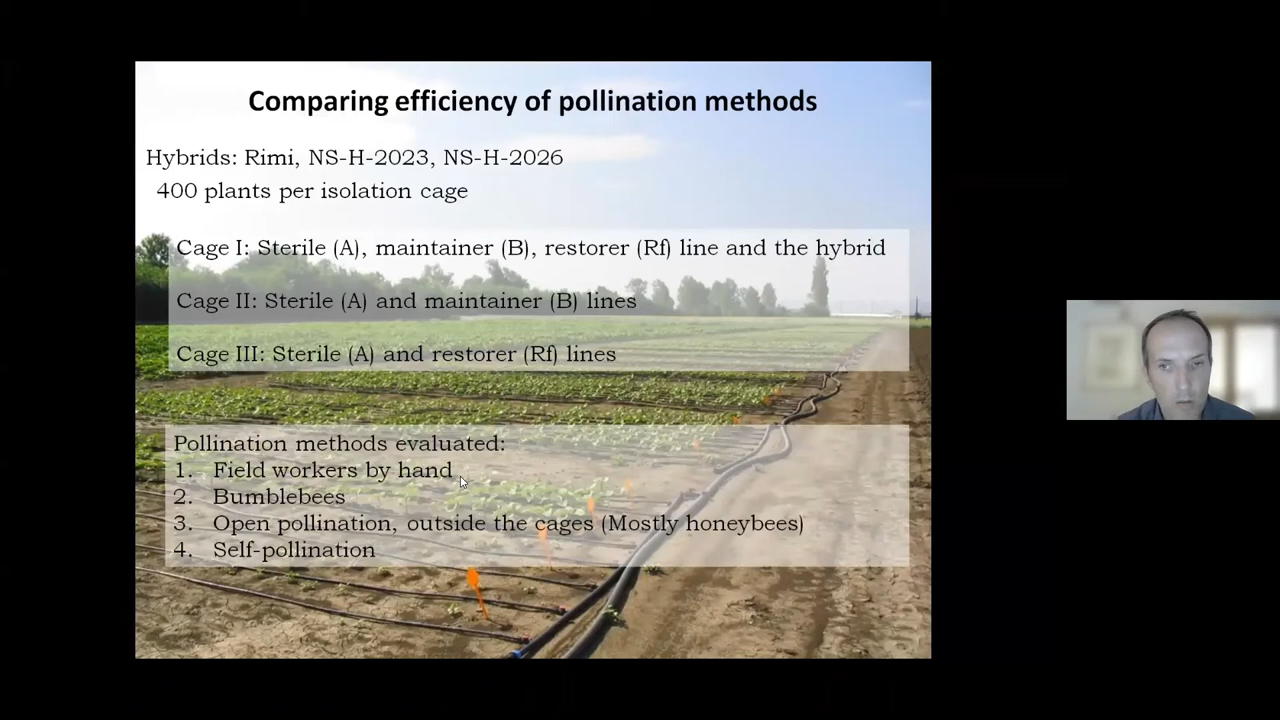 Comparing efficiency of pollination methods
Hybrids: Rimi, NS-H-2023, NS-H-2026
400 plants per isolation cage
Cage I: Sterile (A), maintainer (B), restorer (Rf) line and the hybrid
Cage II: Sterile (A) and maintainer (B) lines
Cage III: Sterile (A) and restorer (Rf) lines
Pollination methods evaluated:
1. Field workers by hand
2. Bumblebees
3. Open pollination, outside the cages (Mostly honeybees)
4. Self-pollination